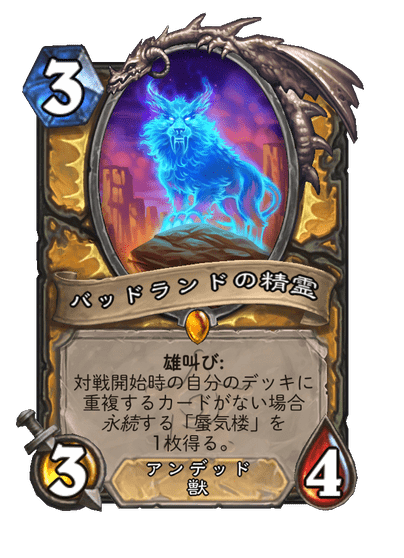 3
バッドランドの精霊
雄叫び:
対戦開始時の自分のデッキに
重複するカードがない場合
永続する「蜃気楼」を
1枚得る。
3
アンデッド
獣
4